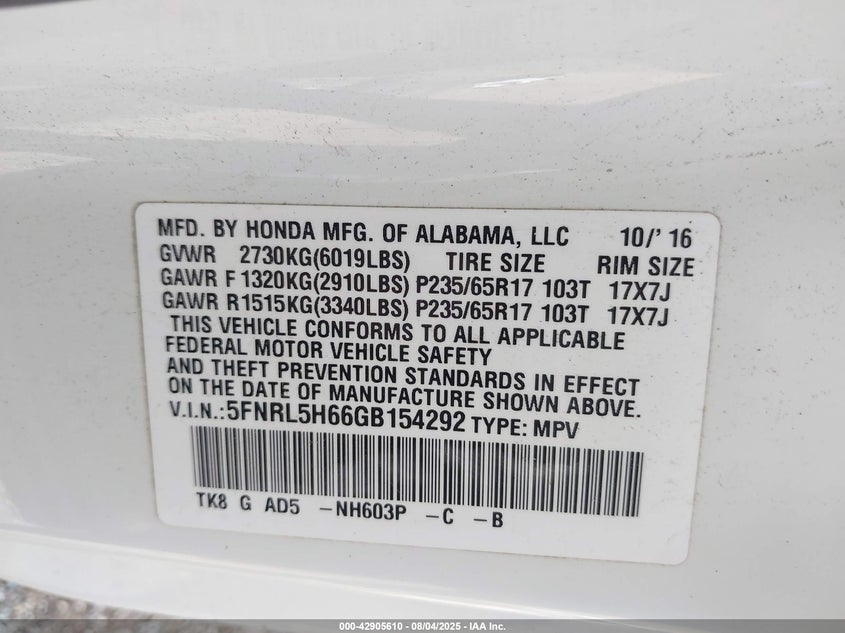 MFD. BY HONDA MFG. OF ALABAMA, LLC 10/'16
GVWR 2730KG(6019LBS) TIRE SIZE RIM SIZE
GAWR F 1320KG(2910LBS) P235/65R17 103T 17X7J
GAWR R1515KG(3340LBS) P235/65R17 103T 17X7J
THIS VEHICLE CONFORMS TO ALL APPLICABLE
FEDERAL MOTOR VEHICLE SAFETY
AND THEFT PREVENTION STANDARDS IN EFFECT
ON THE DATE OF MANUFACTURE SHOWN ABOVE.
V.I.N.:5FNRL5H66GB154292 TYPE: MPV
TK8 G AD5 -NH603P -C -B
000-42905610 - 08/04/2025 - IAA Inc.